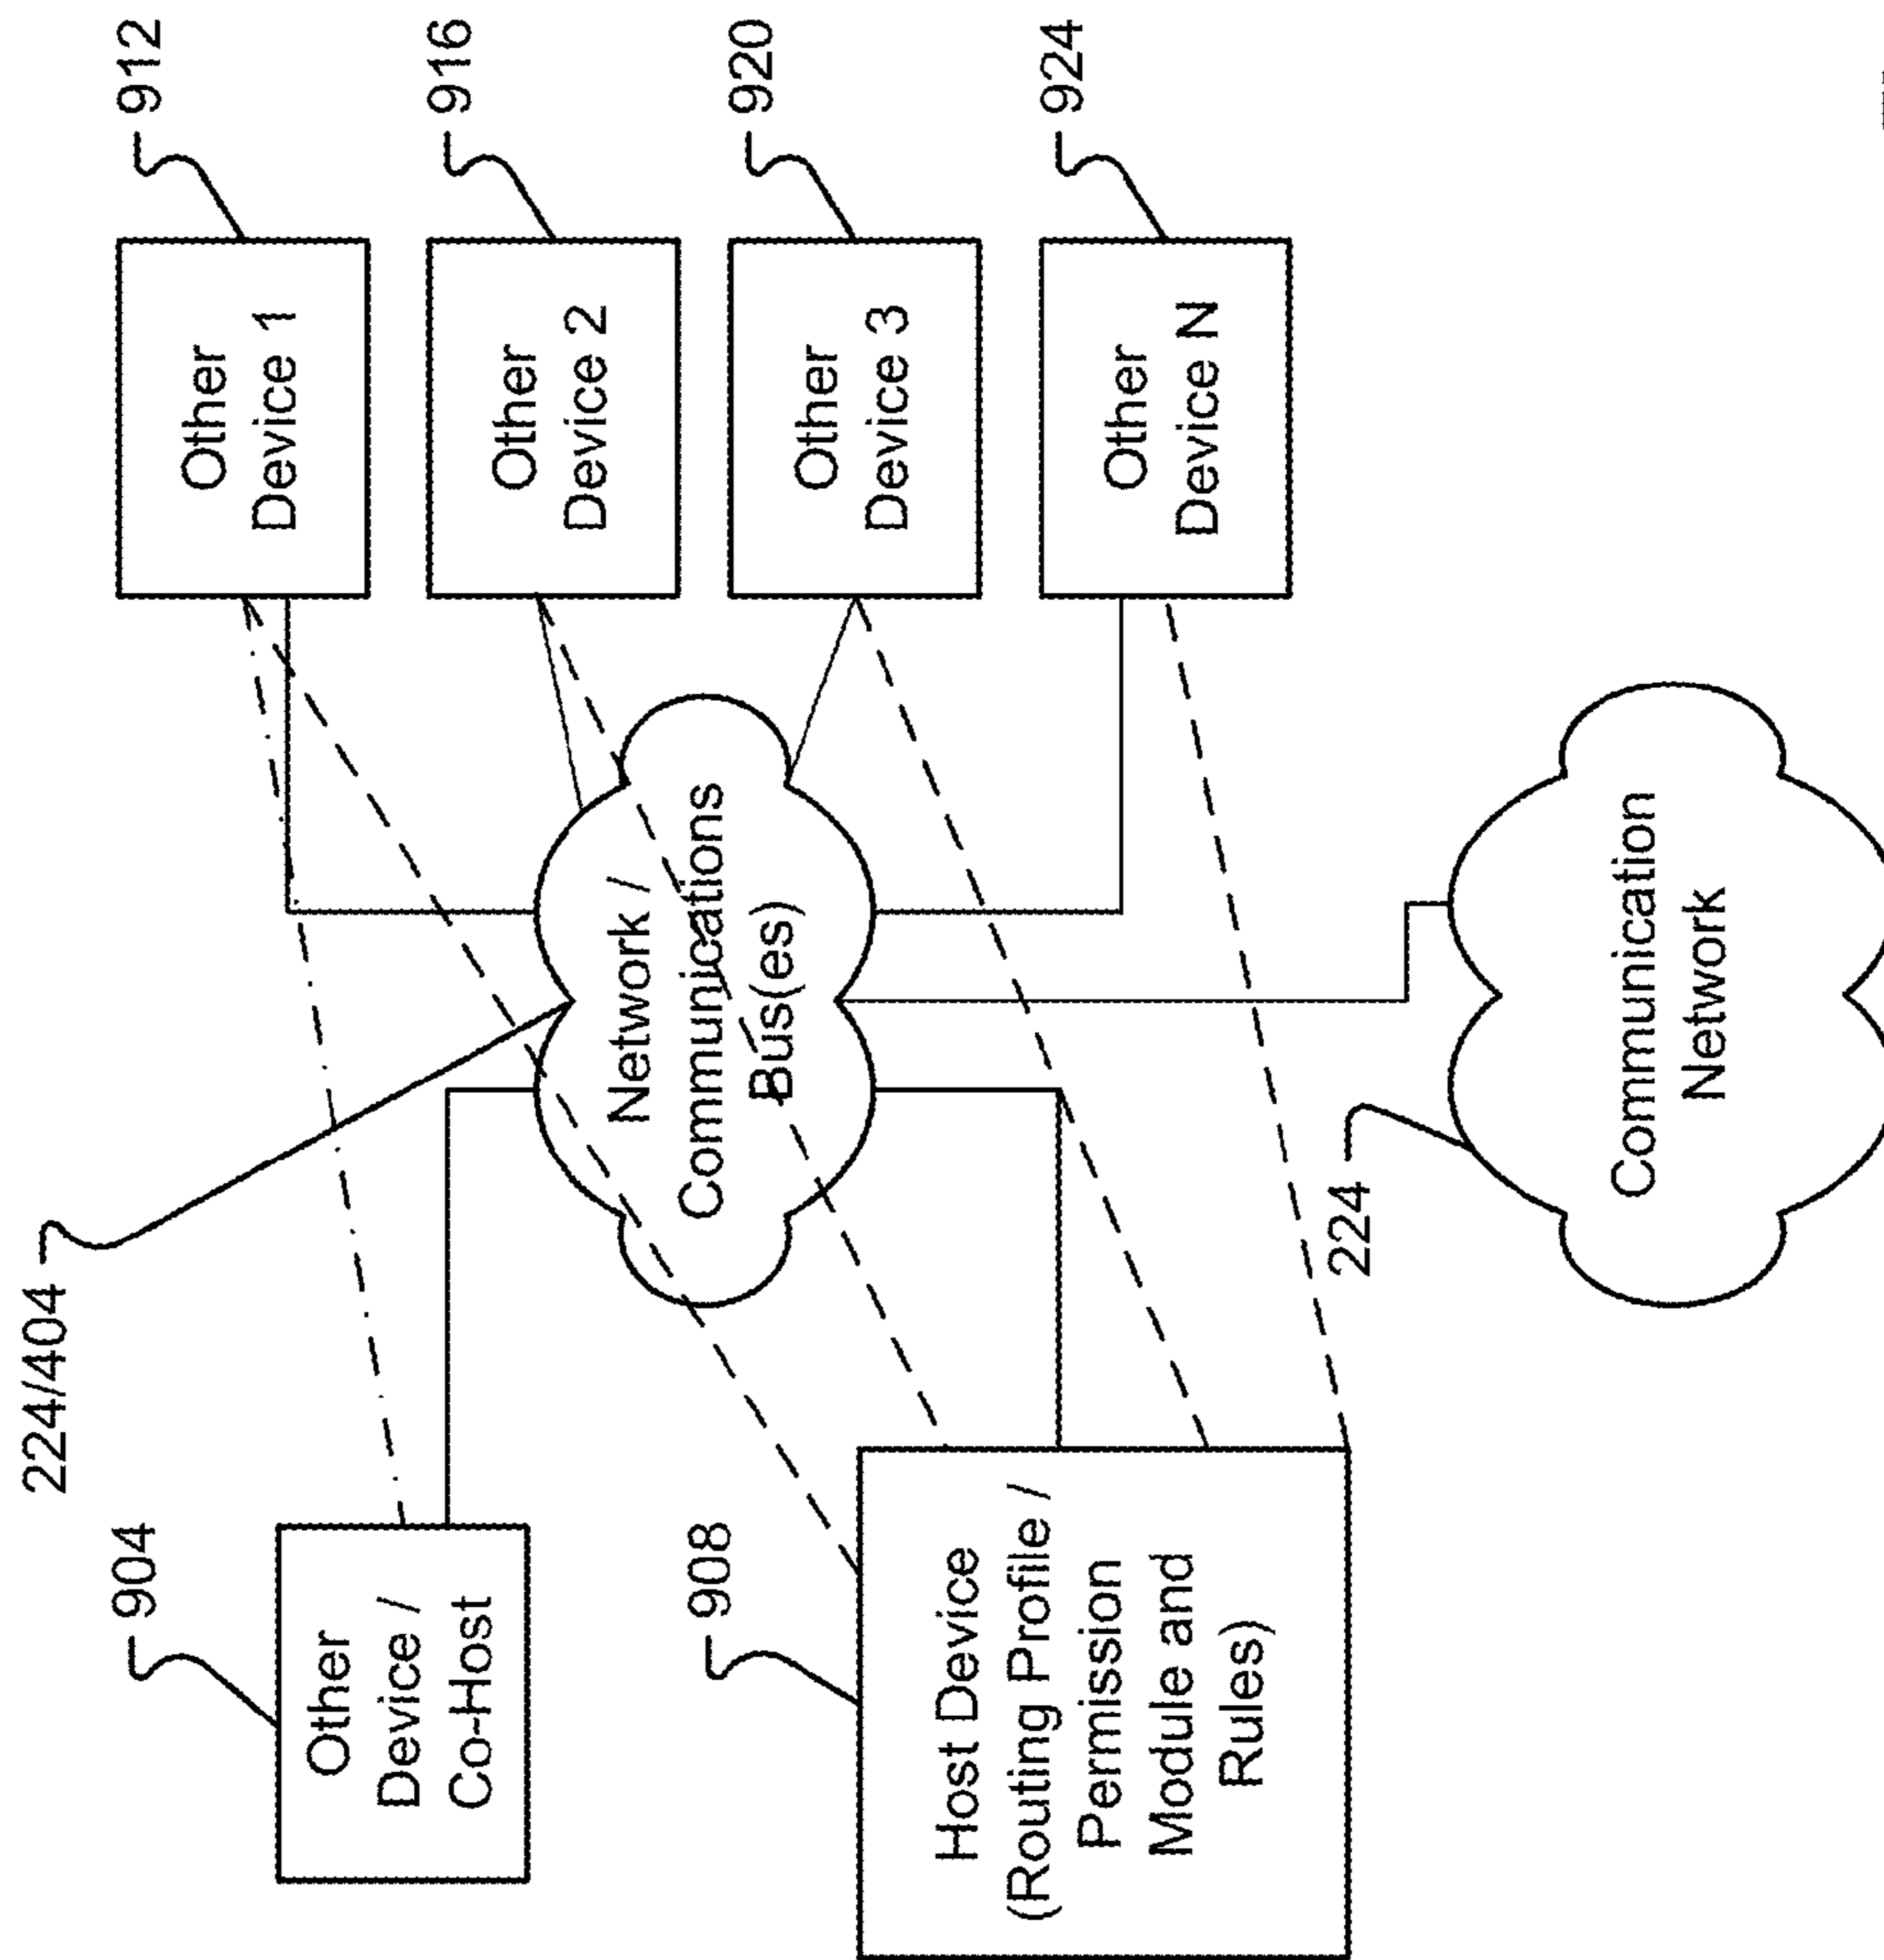 224/404
904
Other
Device /
Co-Host
912
Other
Device 1
916
Other
Device 2
Network /
Communications
Bus(es)
908
Host Device
(Routing Profile /
Permission
Module and
Rules)
920
Other
Device 3
924
Other
Device N
224
Communication
Network